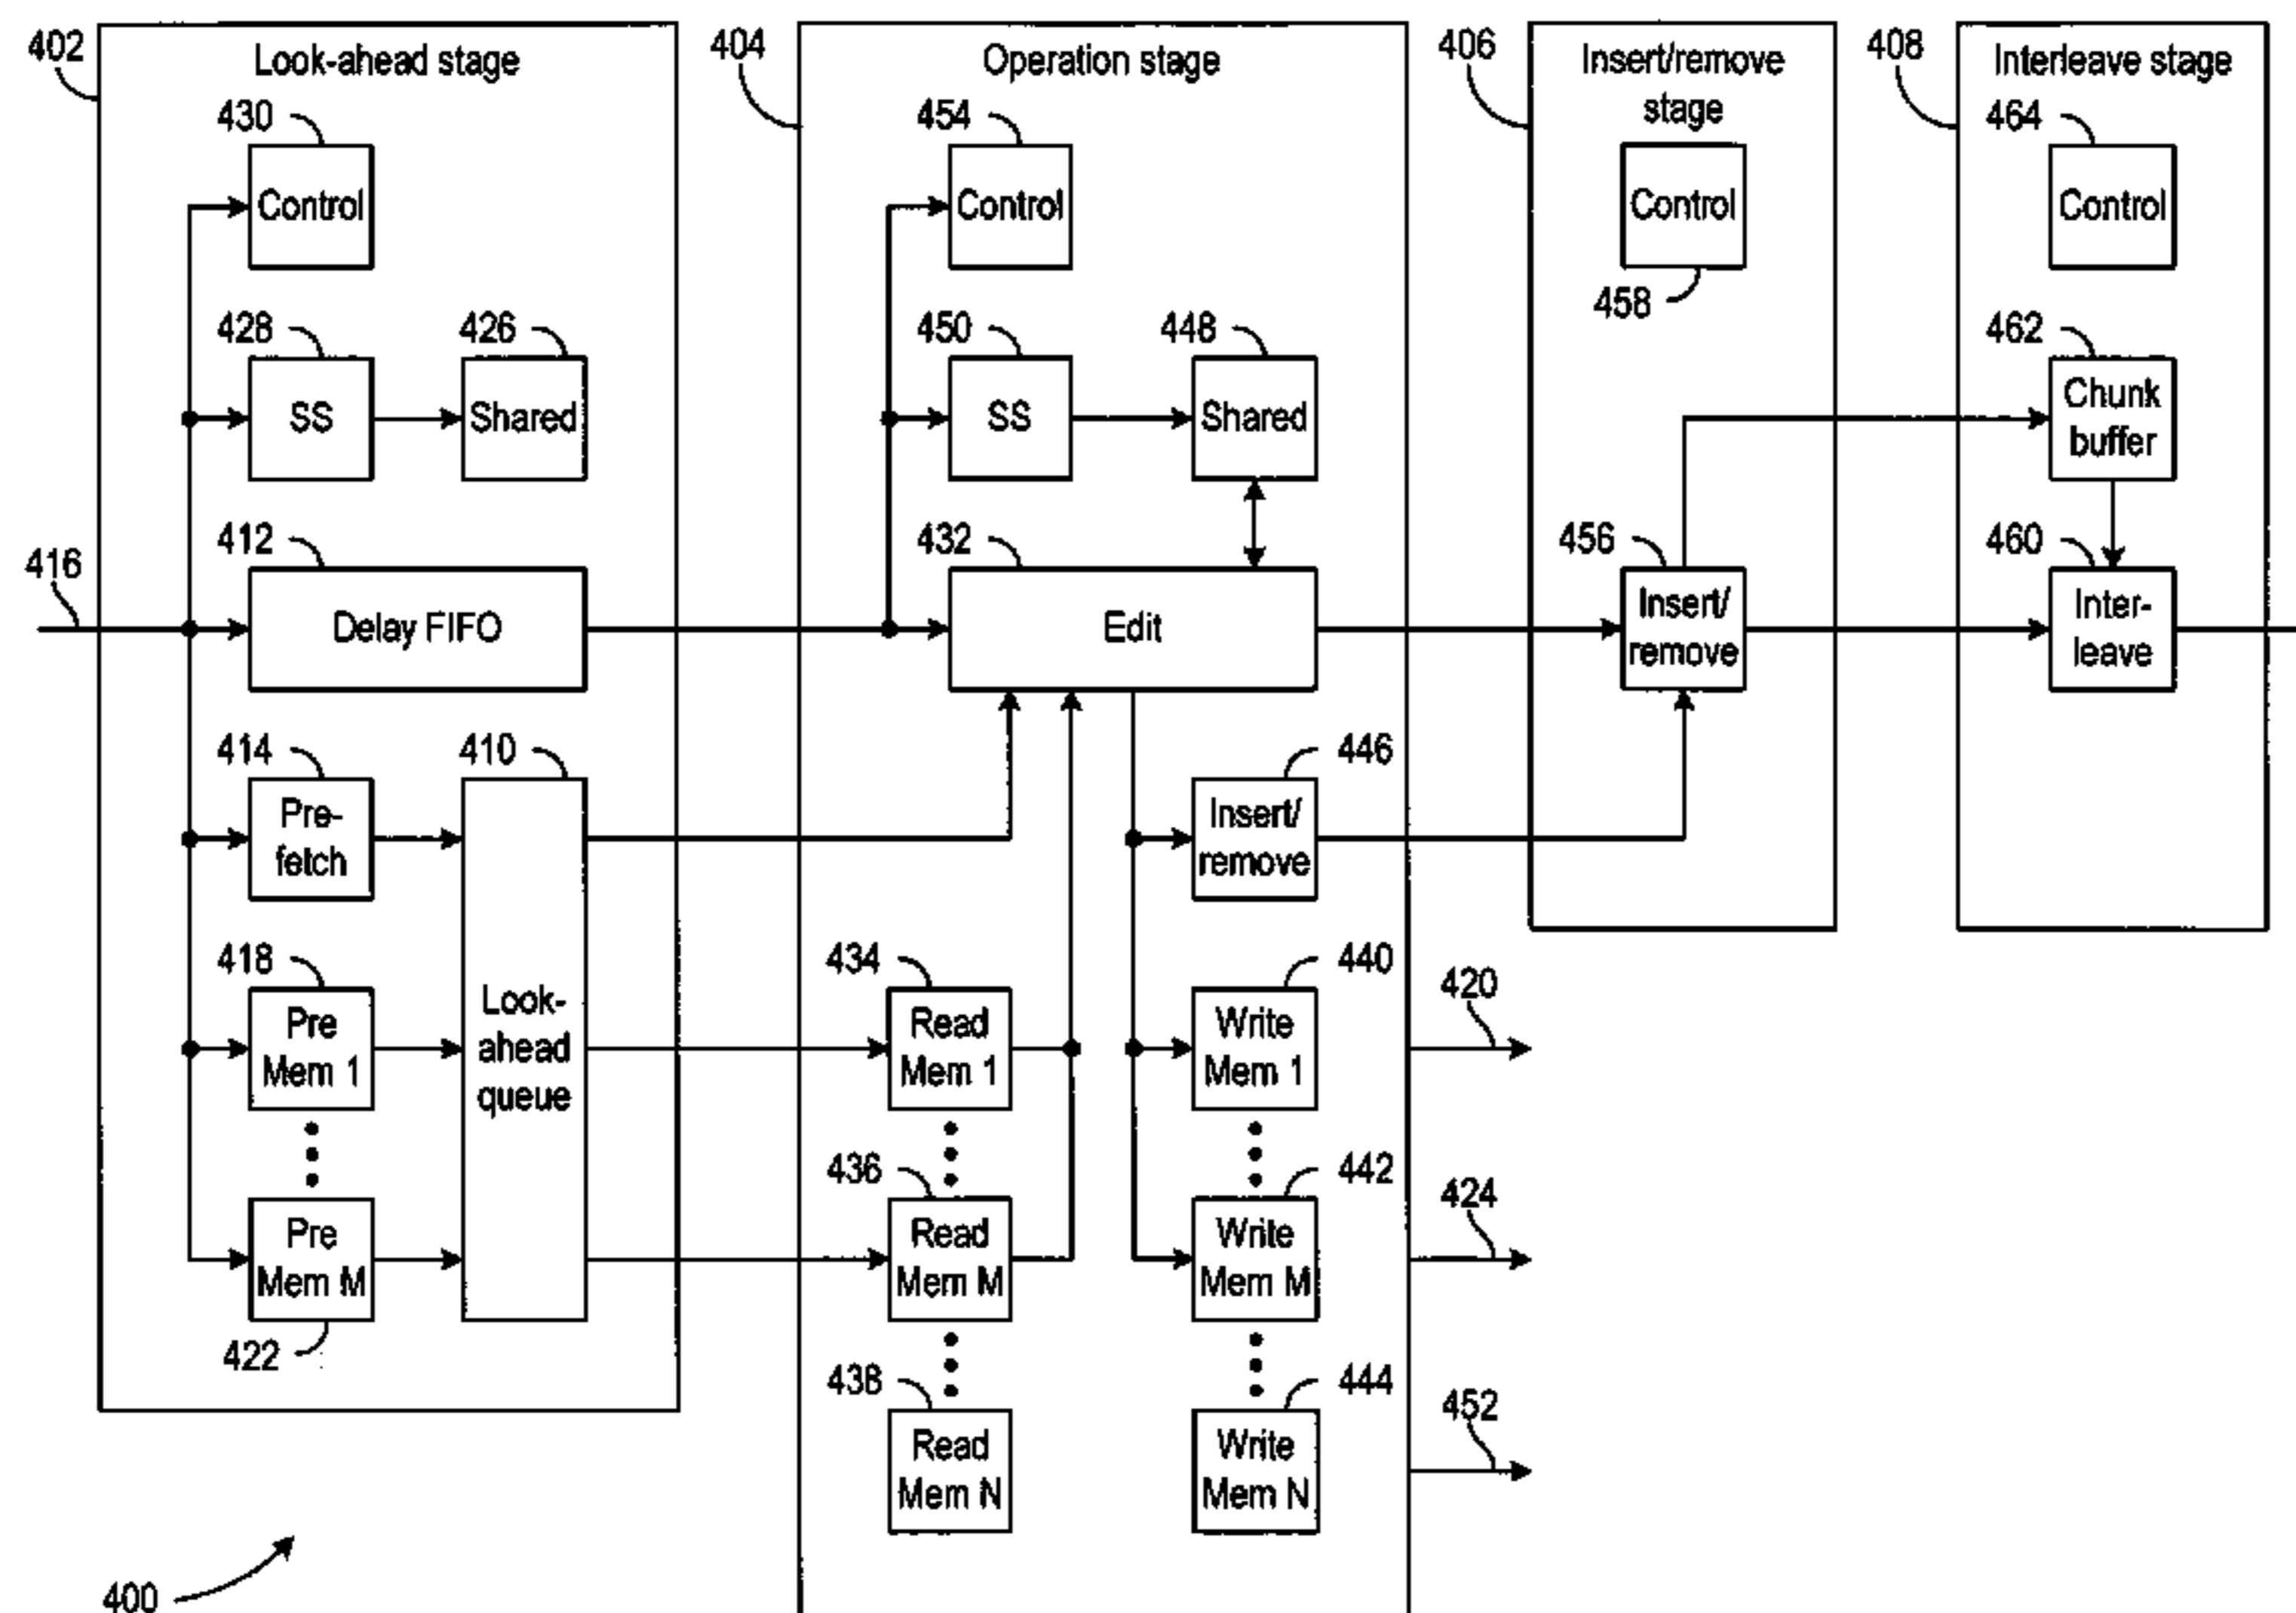 402
Look-ahead stage
430
Control
428
SS
426
Shared
416
412
Delay FIFO
414
Pre-
fetch
410
Look-
ahead
queue
418
Pre
Mem 1
Pre
Mem M
422
404
Operation stage
454
Control
450
SS
448
Shared
432
Edit
446
Insert/
remove
434
Read
Mem 1
440
Write
Mem 1
436
Read
Mem M
442
Write
Mem M
438
Read
Mem N
444
Write
Mem N
406
Insert/remove
stage
Control
458
456
Insert/
remove
408
Interleave stage
464
Control
462
Chunk
buffer
460
Inter-
leave
420
424
452
400